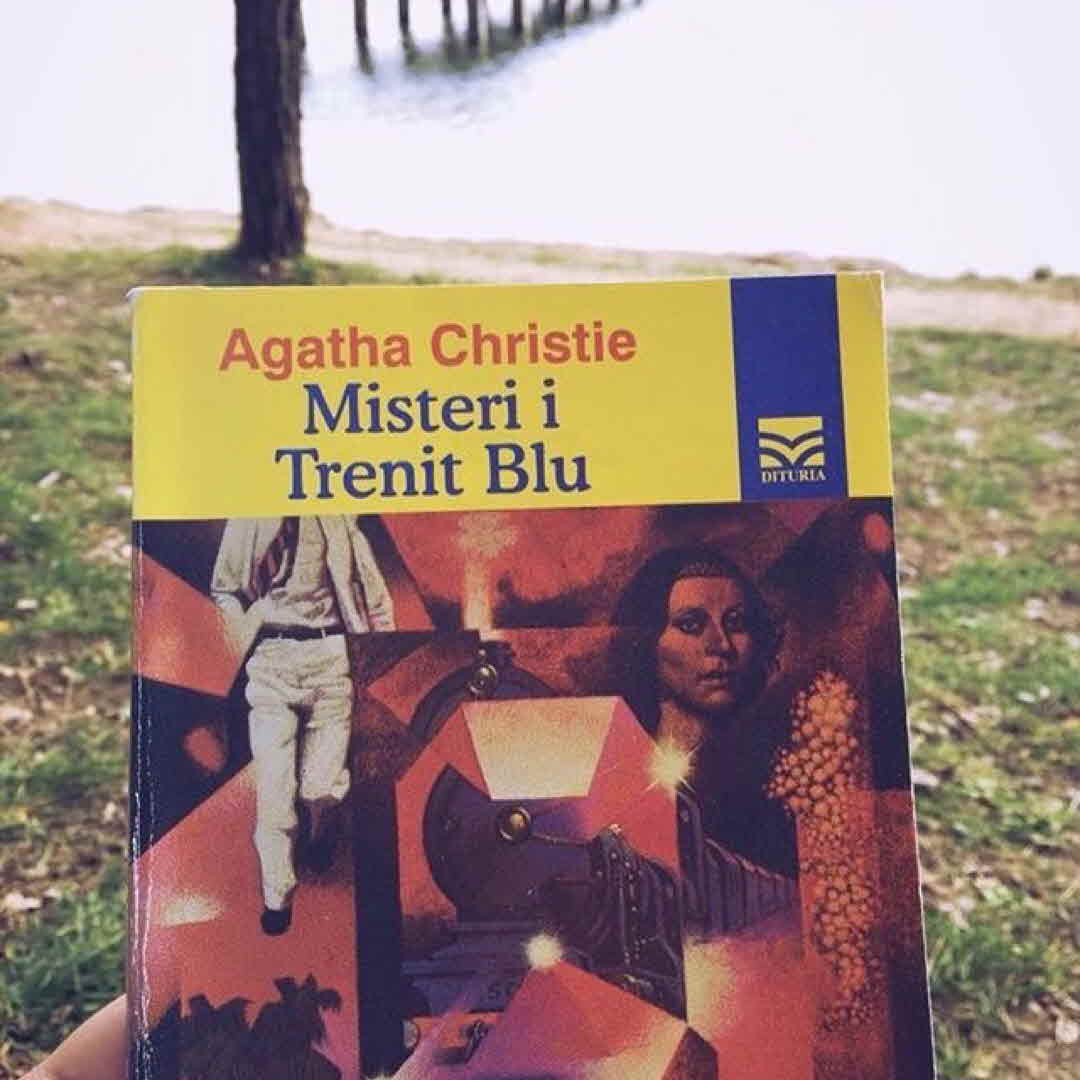 Agatha Christie
Misteri i
Trenit Blu
DITURIA